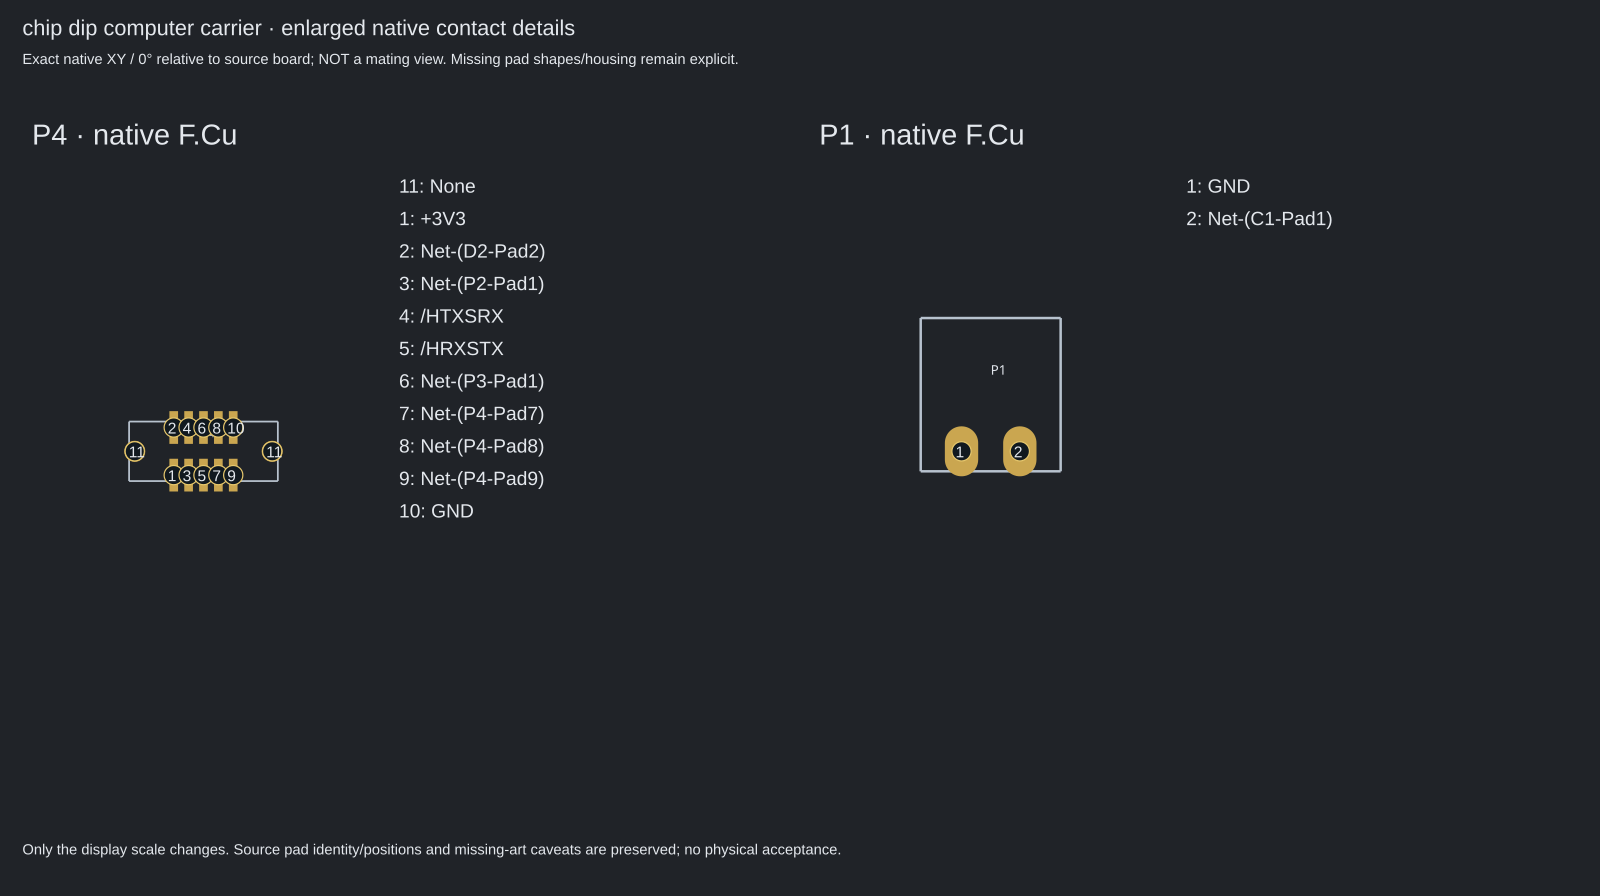 chip dip computer carrier · enlarged native contact details
Exact native XY / 0° relative to source board; NOT a mating view. Missing pad shapes/housing remain explicit.
P4 · native F.Cu
11: None
1: +3V3
2: Net-(D2-Pad2)
3: Net-(P2-Pad1)
4: /HTXSRX
5: /HRXSTX
6: Net-(P3-Pad1)
7: Net-(P4-Pad7)
8: Net-(P4-Pad8)
9: Net-(P4-Pad9)
10: GND
2 4 6 8 10
11 11
1 3 5 7 9
P1 · native F.Cu
1: GND
2: Net-(C1-Pad1)
P1
1 2
Only the display scale changes. Source pad identity/positions and missing-art caveats are preserved; no physical acceptance.